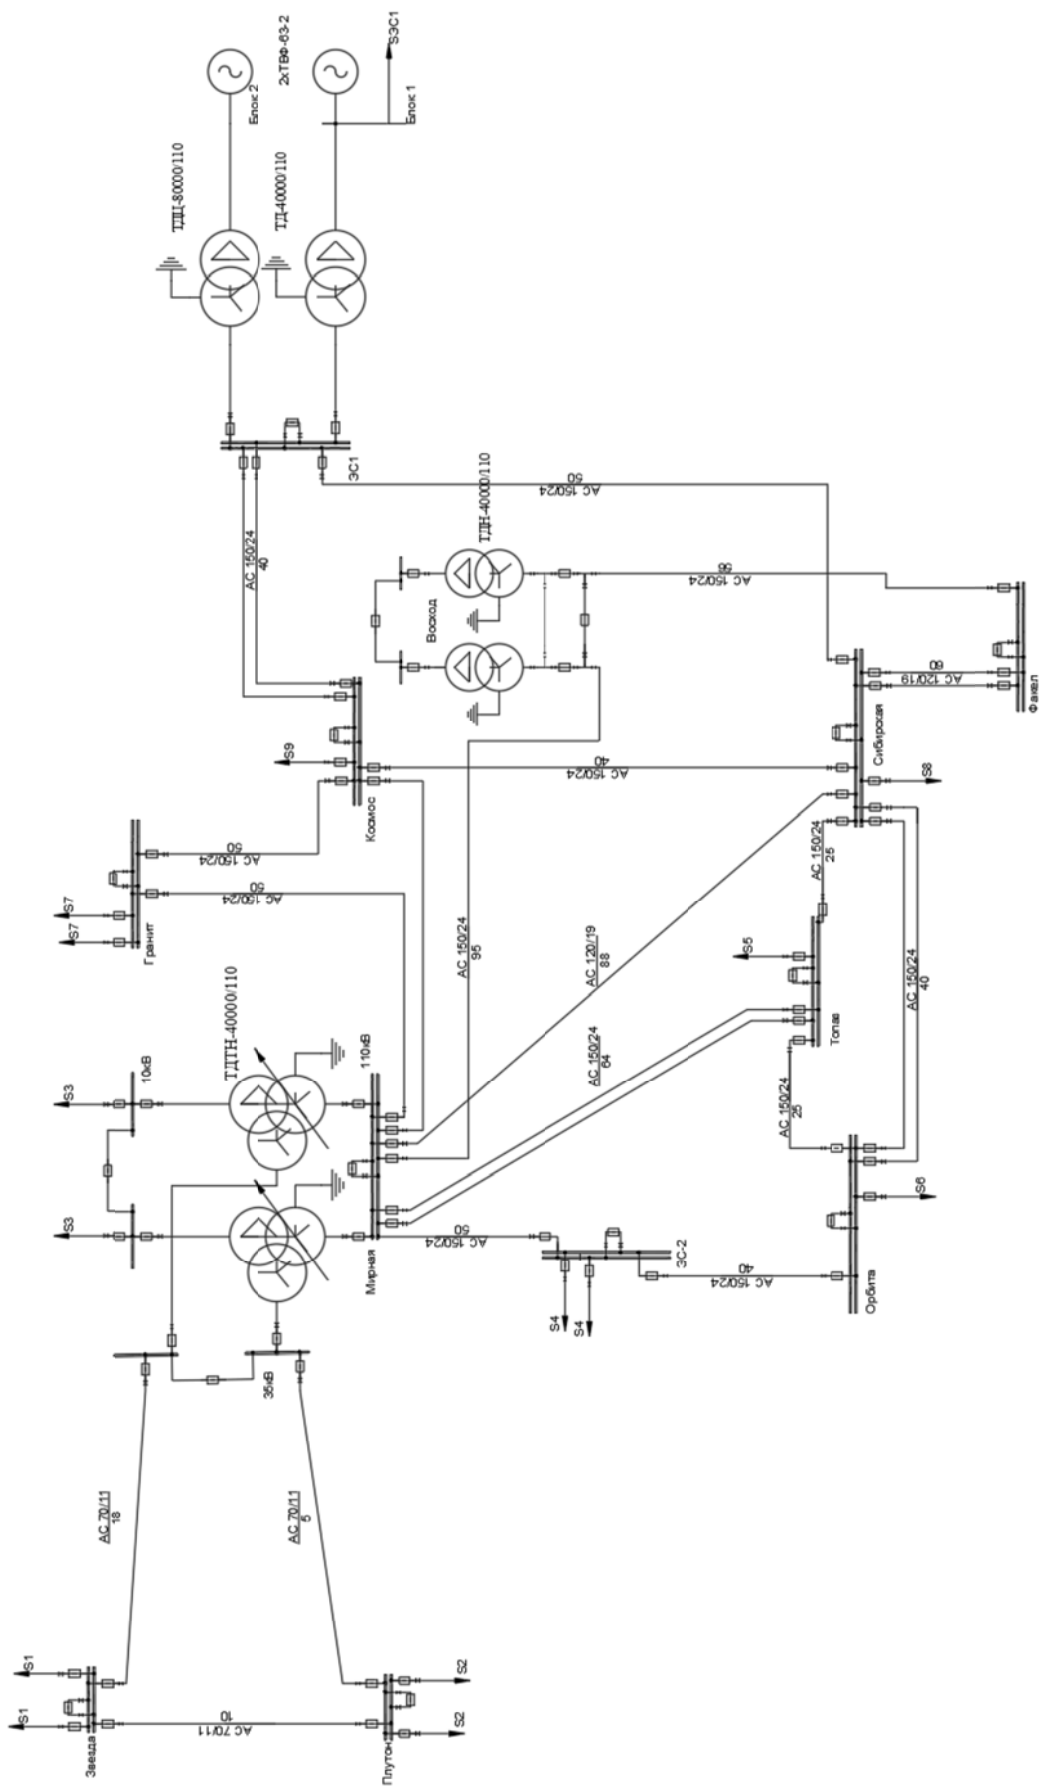 SЭС1
2хТВФ-63-2
Блок 2
Блок 1
ТДЦ-80000/110
ТД-40000/110
ЭС1
АС 150/24
50
АС 150/24
40
ТДН-40000/110
Восход
АС 150/24
56
АС 120/19
60
Факел
Сибирская
S9
АС 150/24
40
S8
Космос
АС 150/24
50
АС 150/24
50
S7
S7
Гранит
АС 150/24
95
АС 120/19
88
АС 150/24
25
S5
АС 150/24
40
Топаз
ТДТН-40000/110
10кВ
110кВ
S3
S3
АС 150/24
64
АС 150/24
25
S6
Мирная
АС 150/24
50
ЭС-2
S4
S4
АС 150/24
40
Орбита
35кВ
АС 70/11
18
АС 70/11
5
S1
S1
АС 70/11
10
S2
S2
Звезда
Плутон